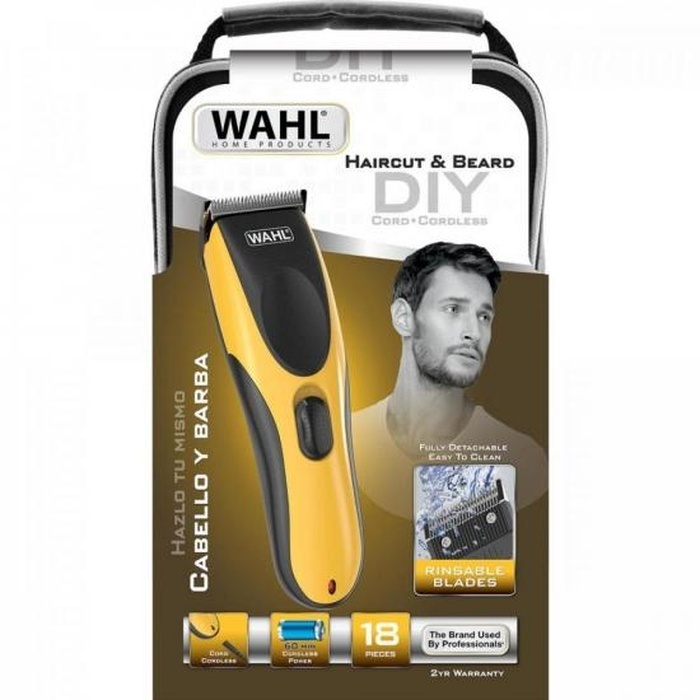 DIY
CORD•CORDLESS
WAHL
HOME PRODUCTS
HAIRCUT & BEARD
DIY
CORD•CORDLESS
WAHL
HAZLO TU MISMO
CABELLO Y BARBA
FULLY DETACHABLE
EASY TO CLEAN
RINSABLE
BLADES
CORD
CORDLESS
60 MIN
CORDLESS
POWER
18
PIECES
The Brand Used
By Professionals®
2YR WARRANTY